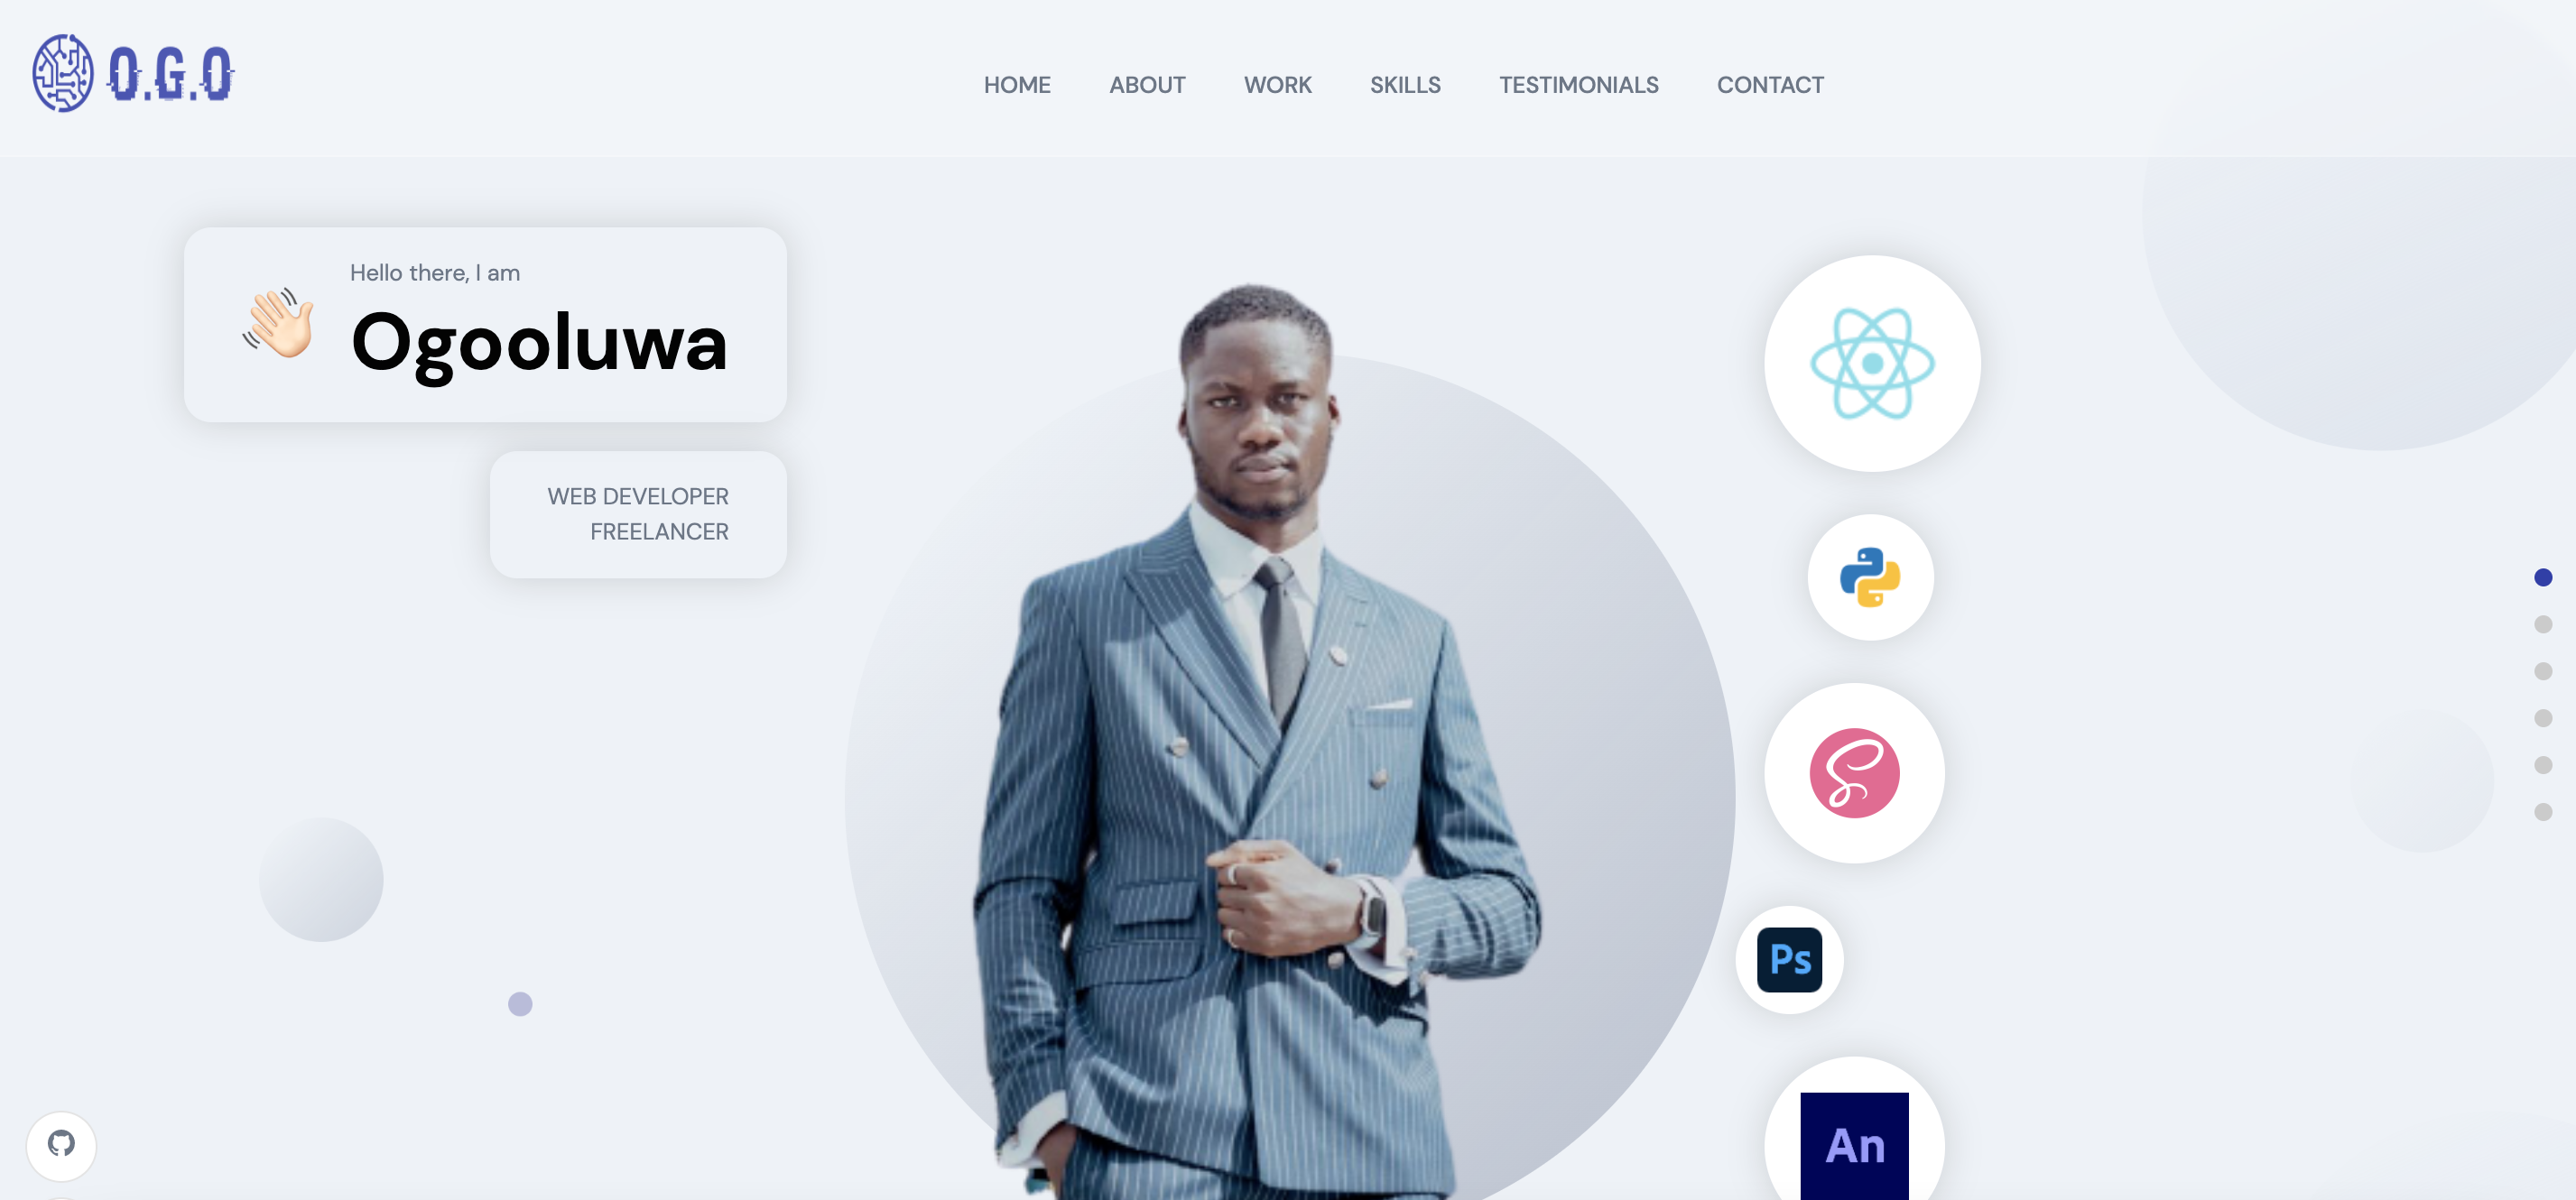 O.G.O
HOME ABOUT WORK SKILLS TESTIMONIALS CONTACT
Hello there, I am
Ogooluwa
WEB DEVELOPER
FREELANCER
Ps
An